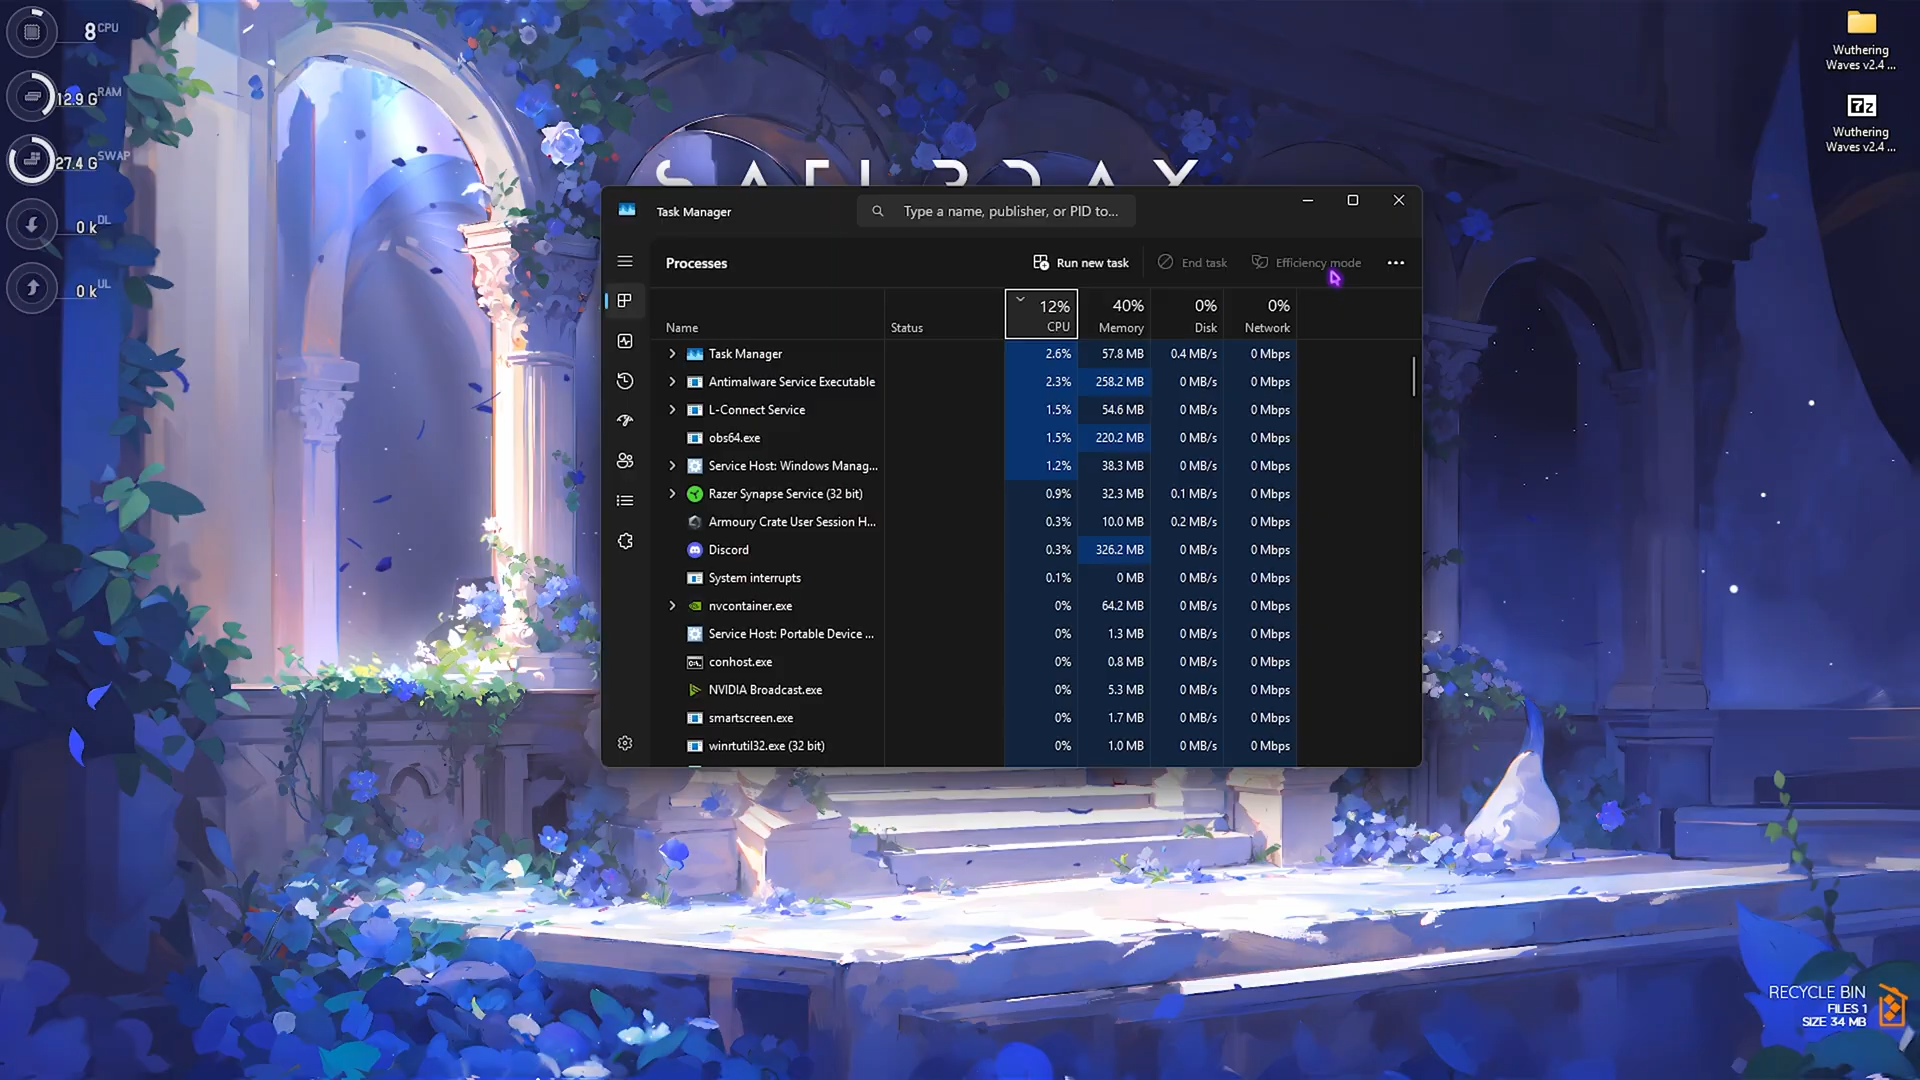 8 CPU
12.9 G RAM
27.4 G SWAP
0 k DL
0 k UL
SATURDAY
Wuthering
Waves v2.4 ...
7z
Wuthering
Waves v2.4 ...
Task Manager
Type a name, publisher, or PID to...
Processes
Run new task
End task
Efficiency mode
12% 40% 0% 0%
Name Status CPU Memory Disk Network
Task Manager 2.6% 57.8 MB 0.4 MB/s 0 Mbps
Antimalware Service Executable 2.3% 258.2 MB 0 MB/s 0 Mbps
L-Connect Service 1.5% 54.6 MB 0 MB/s 0 Mbps
obs64.exe 1.5% 220.2 MB 0 MB/s 0 Mbps
Service Host: Windows Manag... 1.2% 38.3 MB 0 MB/s 0 Mbps
Razer Synapse Service (32 bit) 0.9% 32.3 MB 0.1 MB/s 0 Mbps
Armoury Crate User Session H... 0.3% 10.0 MB 0.2 MB/s 0 Mbps
Discord 0.3% 326.2 MB 0 MB/s 0 Mbps
System interrupts 0.1% 0 MB 0 MB/s 0 Mbps
nvcontainer.exe 0% 64.2 MB 0 MB/s 0 Mbps
Service Host: Portable Device ... 0% 1.3 MB 0 MB/s 0 Mbps
conhost.exe 0% 0.8 MB 0 MB/s 0 Mbps
NVIDIA Broadcast.exe 0% 5.3 MB 0 MB/s 0 Mbps
smartscreen.exe 0% 1.7 MB 0 MB/s 0 Mbps
winrtutil32.exe (32 bit) 0% 1.0 MB 0 MB/s 0 Mbps
RECYCLE BIN
FILES 1
SIZE 34 MB